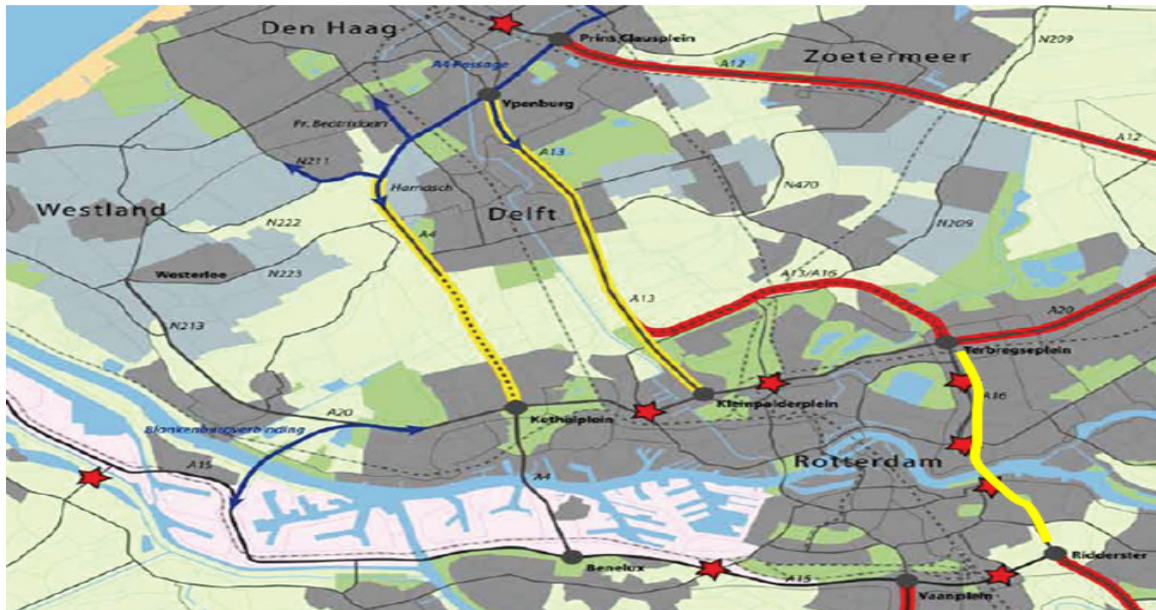 Den Haag
Prins Clausplein
N209
A4 Passage
A12
Zoetermeer
Ypenburg
Pr. Beatrixlaan
A13
A12
N211
Harnasch
N470
Westland
Delft
N222
A4
N209
Westerlee
N223
A13/A16
A13
N213
A20
Terbregseplein
Kleinpolderplein
A16
A20
Kethelplein
Blankenburgverbinding
Rotterdam
A15
A4
Ridderster
Benelux
A15
Vaanplein